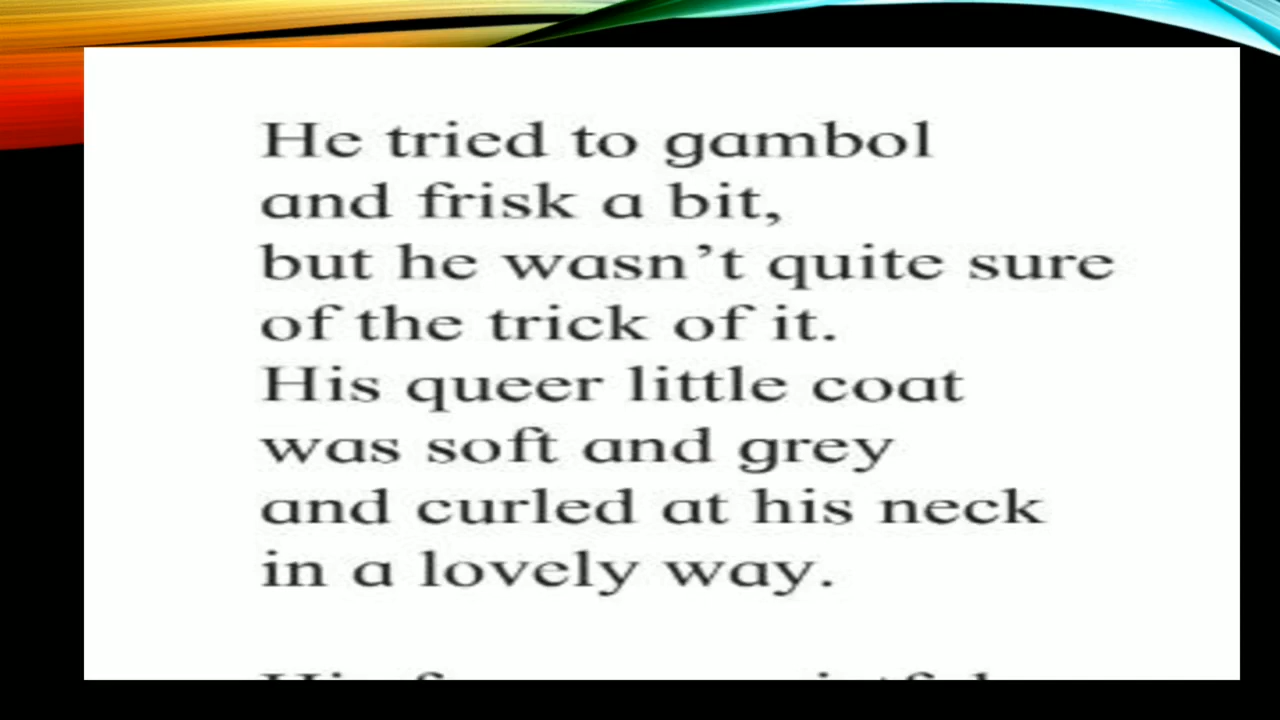 He tried to gambol
and frisk a bit,
but he wasn’t quite sure
of the trick of it.
His queer little coat
was soft and grey
and curled at his neck
in a lovely way.